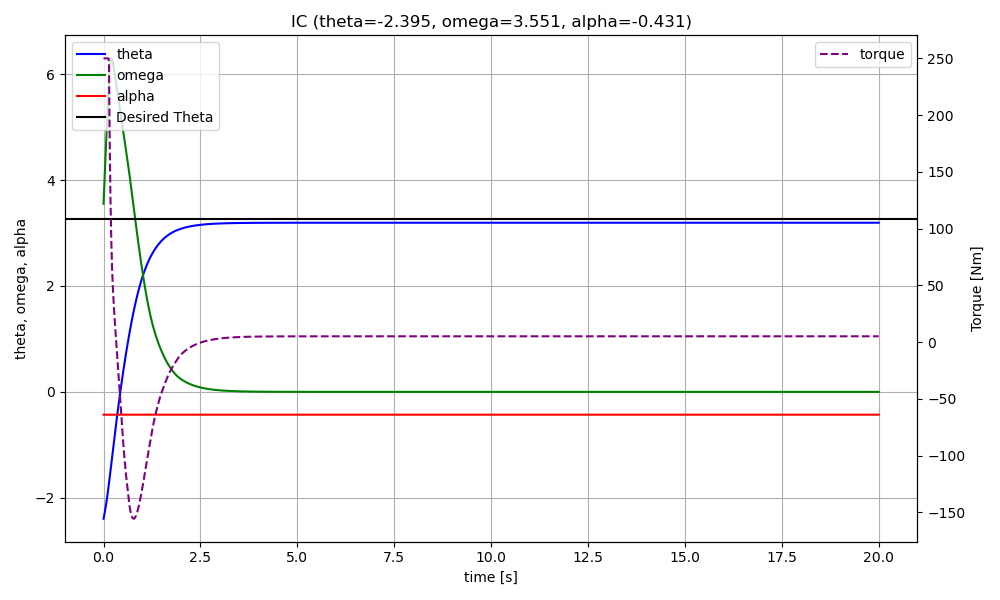 IC (theta=-2.395, omega=3.551, alpha=-0.431)
theta
omega
alpha
Desired Theta
torque
theta, omega, alpha
6
4
2
0
−2
250
200
150
100
50
0
−50
−100
−150
Torque [Nm]
0.0 2.5 5.0 7.5 10.0 12.5 15.0 17.5 20.0
time [s]